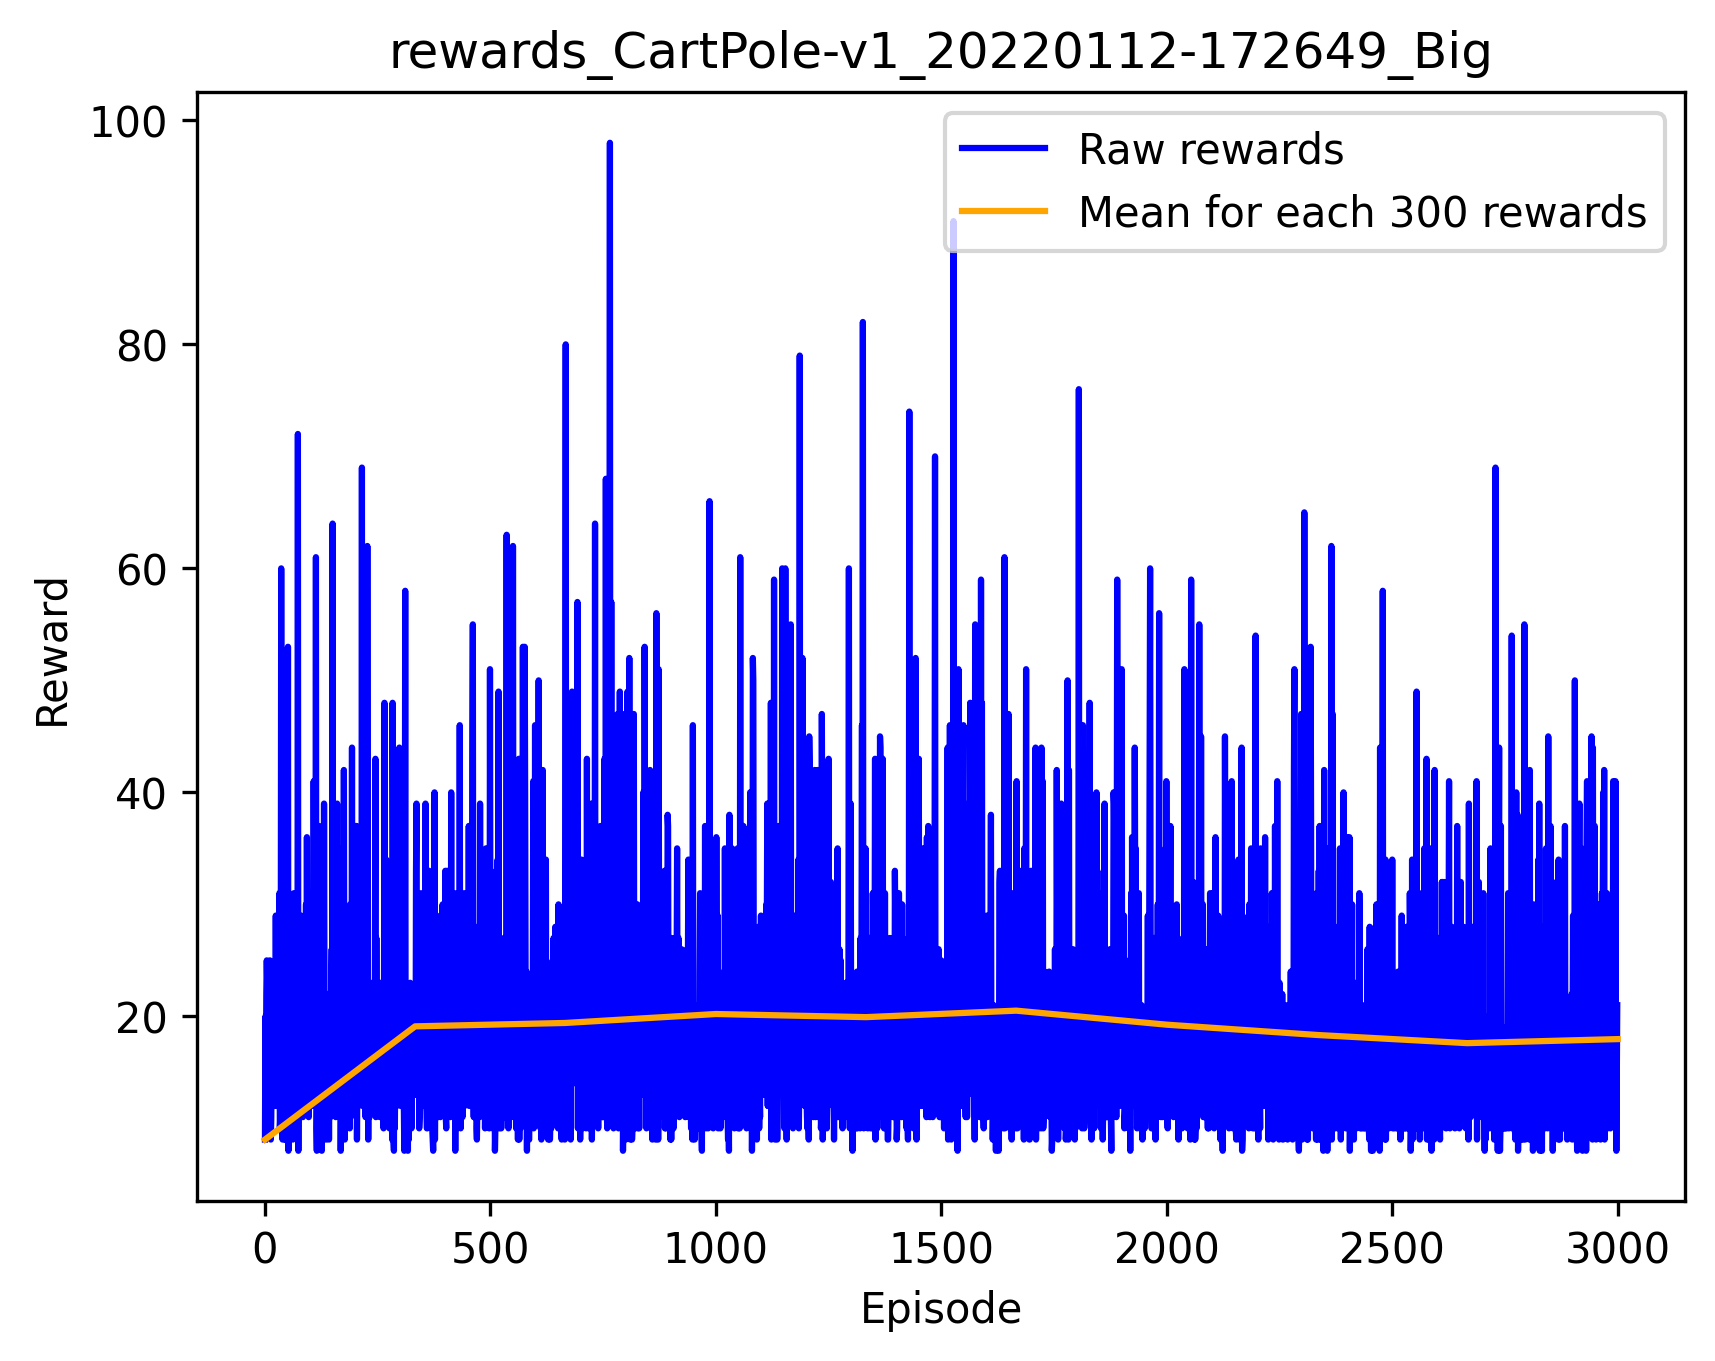 rewards_CartPole-v1_20220112-172649_Big
Raw rewards
Mean for each 300 rewards
100
80
60
40
20
Reward
0 500 1000 1500 2000 2500 3000
Episode